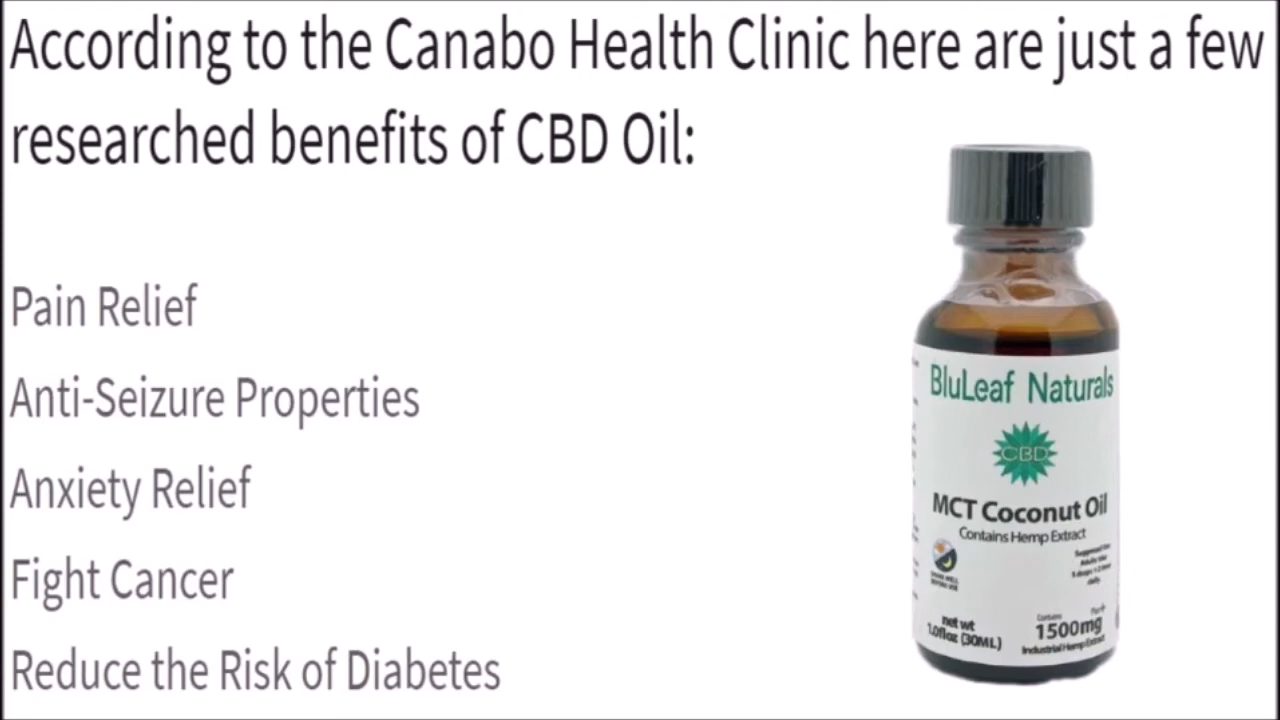 According to the Canabo Health Clinic here are just a few
researched benefits of CBD Oil:
Pain Relief
Anti-Seizure Properties
Anxiety Relief
Fight Cancer
Reduce the Risk of Diabetes
BluLeaf Naturals
CBD
MCT Coconut Oil
Contains Hemp Extract
net wt
1.0floz (30ML)
Contains
1500mg
Industrial Hemp Extract